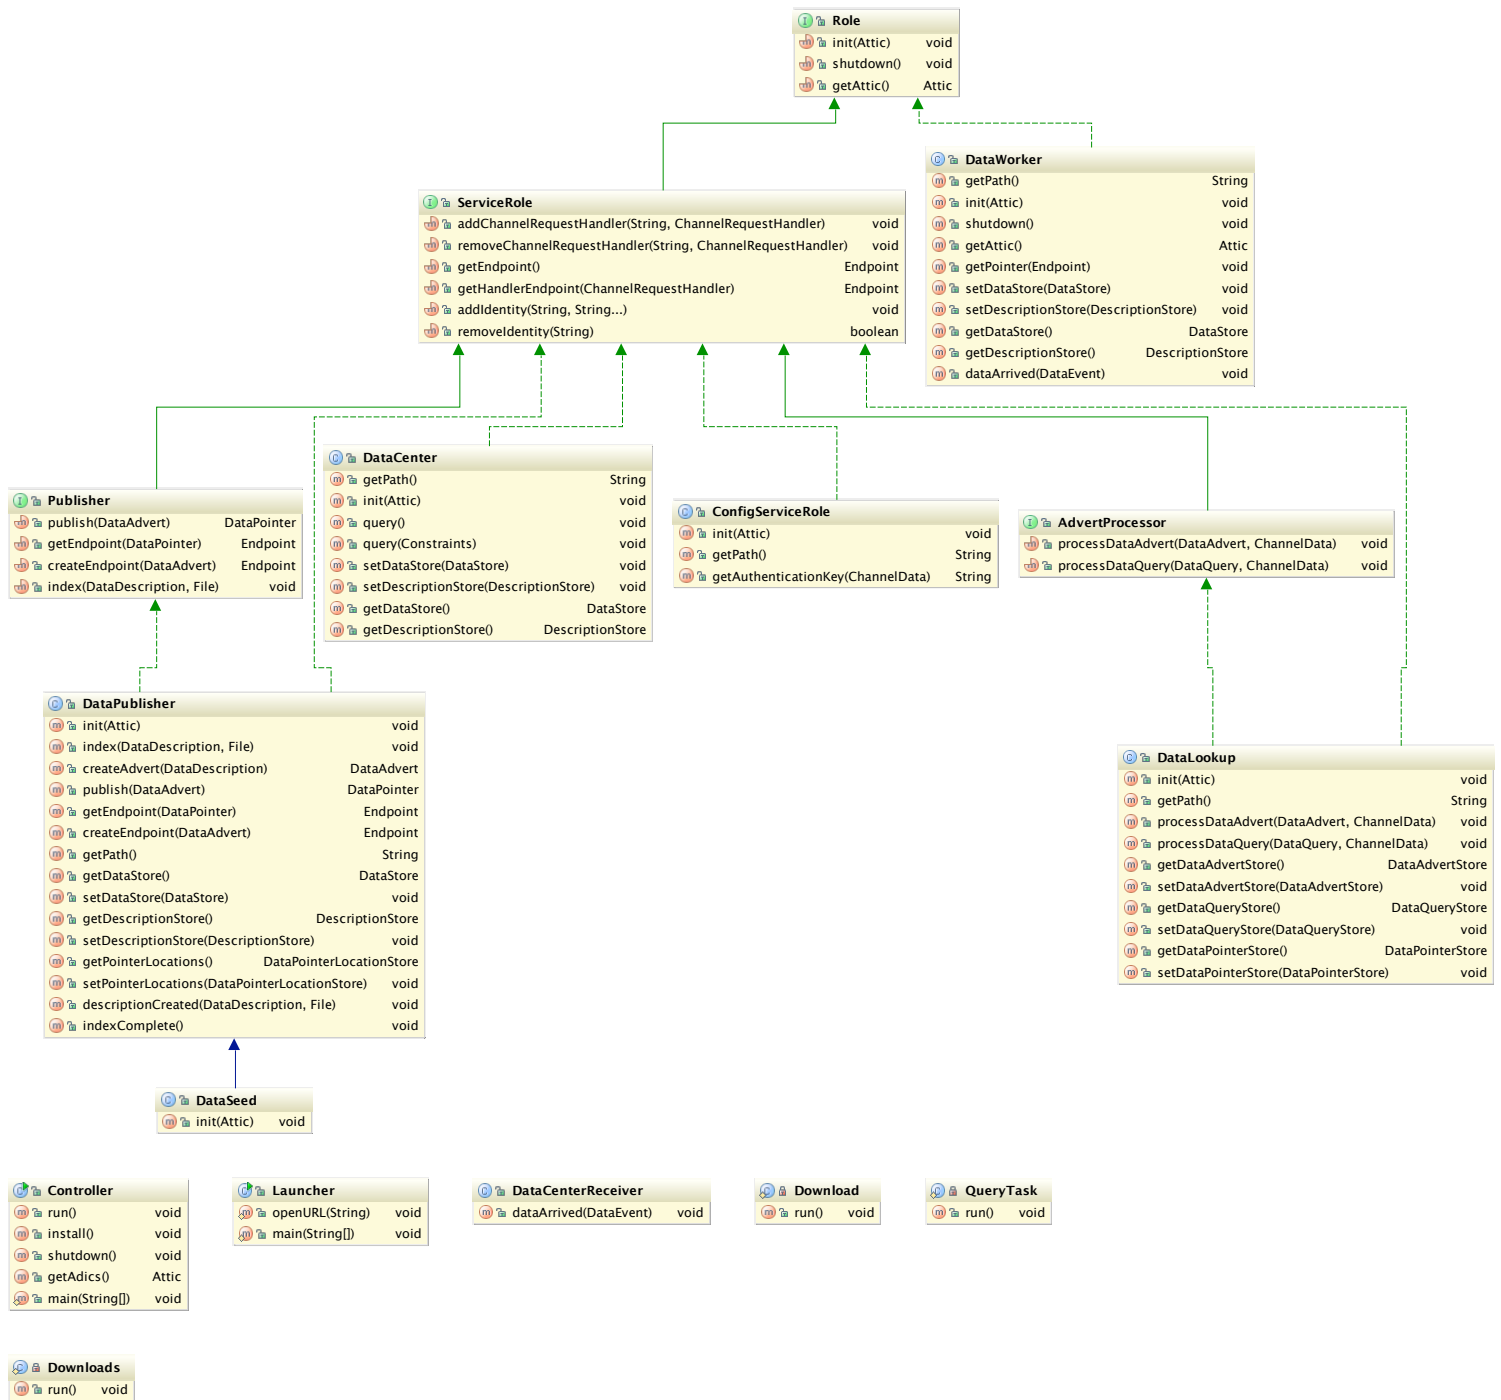 Role
init(Attic) void
shutdown() void
getAttic() Attic
DataWorker
getPath() String
init(Attic) void
shutdown() void
getAttic() Attic
getPointer(Endpoint) void
setDataStore(DataStore) void
setDescriptionStore(DescriptionStore) void
getDataStore() DataStore
getDescriptionStore() DescriptionStore
dataArrived(DataEvent) void
ServiceRole
addChannelRequestHandler(String, ChannelRequestHandler) void
removeChannelRequestHandler(String, ChannelRequestHandler) void
getEndpoint() Endpoint
getHandlerEndpoint(ChannelRequestHandler) Endpoint
addIdentity(String, String...) void
removeIdentity(String) boolean
Publisher
publish(DataAdvert) DataPointer
getEndpoint(DataPointer) Endpoint
createEndpoint(DataAdvert) Endpoint
index(DataDescription, File) void
DataCenter
getPath() String
init(Attic) void
query() void
query(Constraints) void
setDataStore(DataStore) void
setDescriptionStore(DescriptionStore) void
getDataStore() DataStore
getDescriptionStore() DescriptionStore
ConfigServiceRole
init(Attic) void
getPath() String
getAuthenticationKey(ChannelData) String
AdvertProcessor
processDataAdvert(DataAdvert, ChannelData) void
processDataQuery(DataQuery, ChannelData) void
DataPublisher
init(Attic) void
index(DataDescription, File) void
createAdvert(DataDescription) DataAdvert
publish(DataAdvert) DataPointer
getEndpoint(DataPointer) Endpoint
createEndpoint(DataAdvert) Endpoint
getPath() String
getDataStore() DataStore
setDataStore(DataStore) void
getDescriptionStore() DescriptionStore
setDescriptionStore(DescriptionStore) void
getPointerLocations() DataPointerLocationStore
setPointerLocations(DataPointerLocationStore) void
descriptionCreated(DataDescription, File) void
indexComplete() void
DataLookup
init(Attic) void
getPath() String
processDataAdvert(DataAdvert, ChannelData) void
processDataQuery(DataQuery, ChannelData) void
getDataAdvertStore() DataAdvertStore
setDataAdvertStore(DataAdvertStore) void
getDataQueryStore() DataQueryStore
setDataQueryStore(DataQueryStore) void
getDataPointerStore() DataPointerStore
setDataPointerStore(DataPointerStore) void
DataSeed
init(Attic) void
Controller
run() void
install() void
shutdown() void
getAdics() Attic
main(String[]) void
Launcher
openURL(String) void
main(String[]) void
DataCenterReceiver
dataArrived(DataEvent) void
Download
run() void
QueryTask
run() void
Downloads
run() void